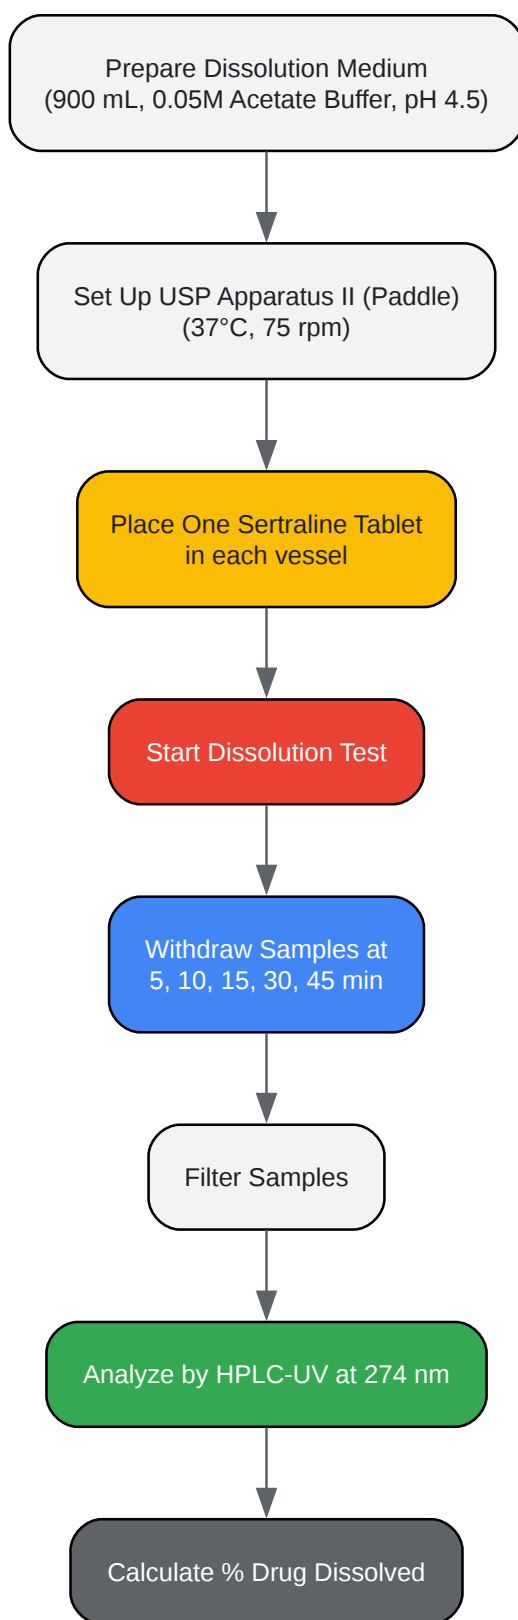 Prepare Dissolution Medium
(900 mL, 0.05M Acetate Buffer, pH 4.5)
Set Up USP Apparatus II (Paddle)
(37°C, 75 rpm)
Place One Sertraline Tablet
in each vessel
Start Dissolution Test
Withdraw Samples at
5, 10, 15, 30, 45 min
Filter Samples
Analyze by HPLC-UV at 274 nm
Calculate % Drug Dissolved